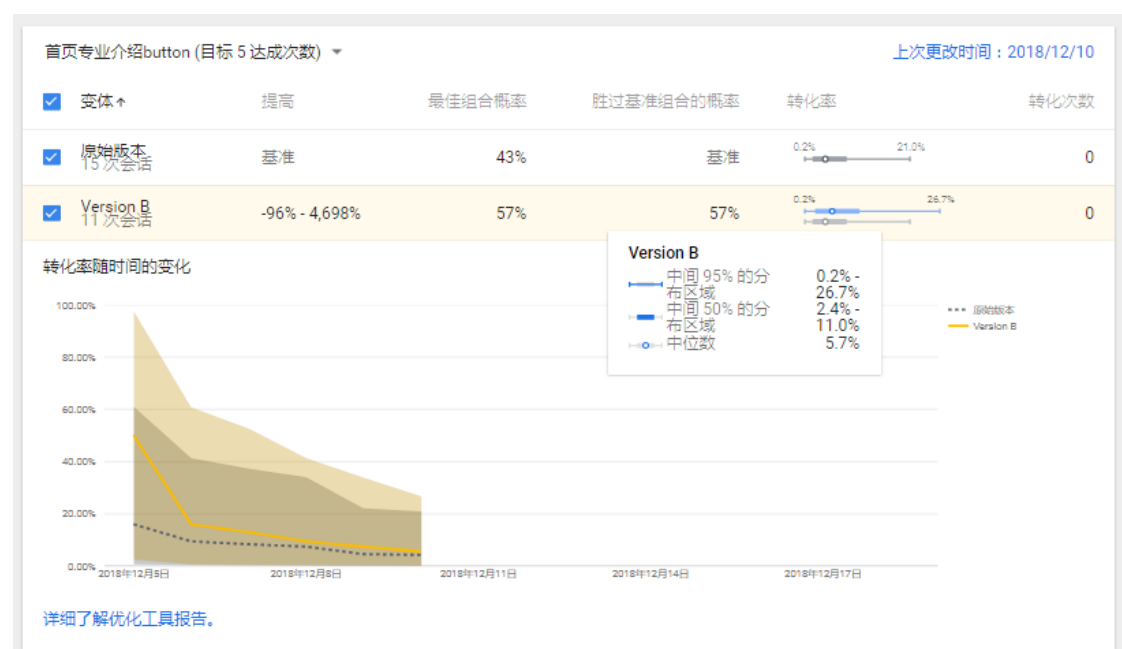 首页专业介绍button (目标 5 达成次数)
上次更改时间：2018/12/10
变体 提高 最佳组合概率 胜过基准组合的概率 转化率 转化次数
原始版本 基准 43% 基准 0.2% 21.0% 0
15 次会话
Version B -96% - 4,698% 57% 57% 0.2% 26.7% 0
11 次会话
转化率随时间的变化
Version B
中间 95% 的分 0.2% -
布区域 26.7%
中间 50% 的分 2.4% -
布区域 11.0%
中位数 5.7%
100.00%
80.00%
60.00%
40.00%
20.00%
0.00%
2018年12月5日 2018年12月8日 2018年12月11日 2018年12月14日 2018年12月17日
原始版本
Version B
详细了解优化工具报告。